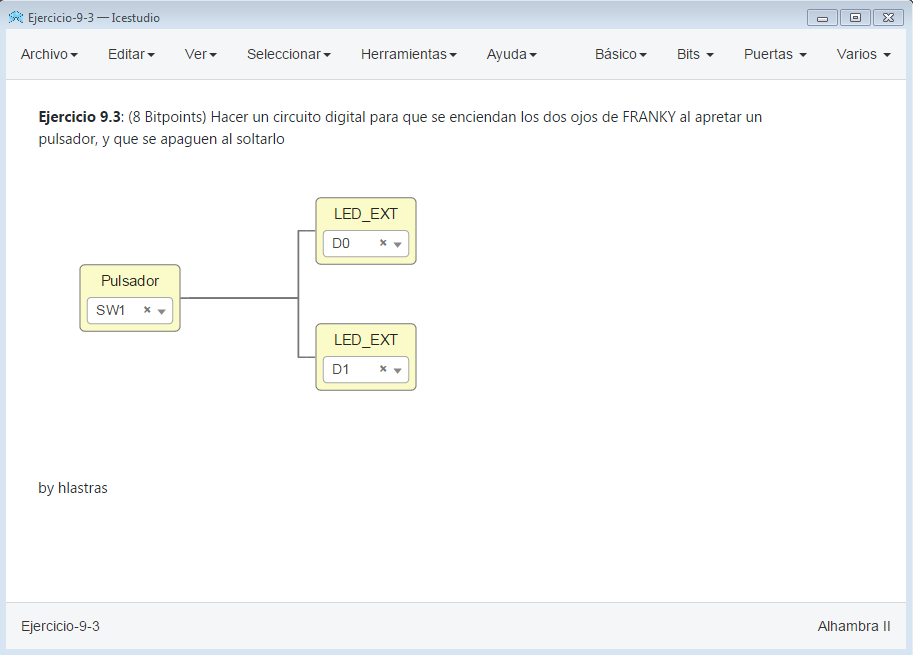 Ejercicio-9-3 — Icestudio
Archivo Editar Ver Seleccionar Herramientas Ayuda Básico Bits Puertas Varios
Ejercicio 9.3: (8 Bitpoints) Hacer un circuito digital para que se enciendan los dos ojos de FRANKY al apretar un
pulsador, y que se apaguen al soltarlo
LED_EXT
D0
Pulsador
SW1
LED_EXT
D1
by hlastras
Ejercicio-9-3
Alhambra II